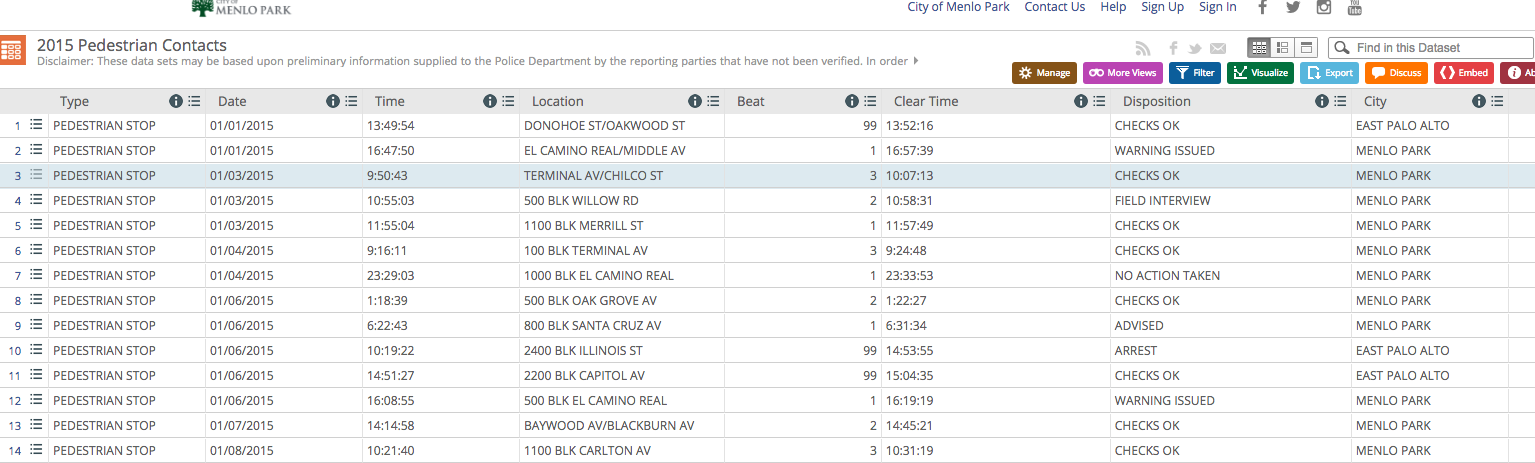 CITY OF
MENLO PARK
City of Menlo Park Contact Us Help Sign Up Sign In
2015 Pedestrian Contacts
Find in this Dataset
Disclaimer: These data sets may be based upon preliminary information supplied to the Police Department by the reporting parties that have not been verified. In order
Manage More Views Filter Visualize Export Discuss Embed Ab
Type Date Time Location Beat Clear Time Disposition City
1 PEDESTRIAN STOP 01/01/2015 13:49:54 DONOHOE ST/OAKWOOD ST 99 13:52:16 CHECKS OK EAST PALO ALTO
2 PEDESTRIAN STOP 01/01/2015 16:47:50 EL CAMINO REAL/MIDDLE AV 1 16:57:39 WARNING ISSUED MENLO PARK
3 PEDESTRIAN STOP 01/03/2015 9:50:43 TERMINAL AV/CHILCO ST 3 10:07:13 CHECKS OK MENLO PARK
4 PEDESTRIAN STOP 01/03/2015 10:55:03 500 BLK WILLOW RD 2 10:58:31 FIELD INTERVIEW MENLO PARK
5 PEDESTRIAN STOP 01/03/2015 11:55:04 1100 BLK MERRILL ST 1 11:57:49 CHECKS OK MENLO PARK
6 PEDESTRIAN STOP 01/04/2015 9:16:11 100 BLK TERMINAL AV 3 9:24:48 CHECKS OK MENLO PARK
7 PEDESTRIAN STOP 01/04/2015 23:29:03 1000 BLK EL CAMINO REAL 1 23:33:53 NO ACTION TAKEN MENLO PARK
8 PEDESTRIAN STOP 01/06/2015 1:18:39 500 BLK OAK GROVE AV 2 1:22:27 CHECKS OK MENLO PARK
9 PEDESTRIAN STOP 01/06/2015 6:22:43 800 BLK SANTA CRUZ AV 1 6:31:34 ADVISED MENLO PARK
10 PEDESTRIAN STOP 01/06/2015 10:19:22 2400 BLK ILLINOIS ST 99 14:53:55 ARREST EAST PALO ALTO
11 PEDESTRIAN STOP 01/06/2015 14:51:27 2200 BLK CAPITOL AV 99 15:04:35 CHECKS OK EAST PALO ALTO
12 PEDESTRIAN STOP 01/06/2015 16:08:55 500 BLK EL CAMINO REAL 1 16:19:19 WARNING ISSUED MENLO PARK
13 PEDESTRIAN STOP 01/07/2015 14:14:58 BAYWOOD AV/BLACKBURN AV 2 14:45:21 CHECKS OK MENLO PARK
14 PEDESTRIAN STOP 01/08/2015 10:21:40 1100 BLK CARLTON AV 3 10:31:19 CHECKS OK MENLO PARK